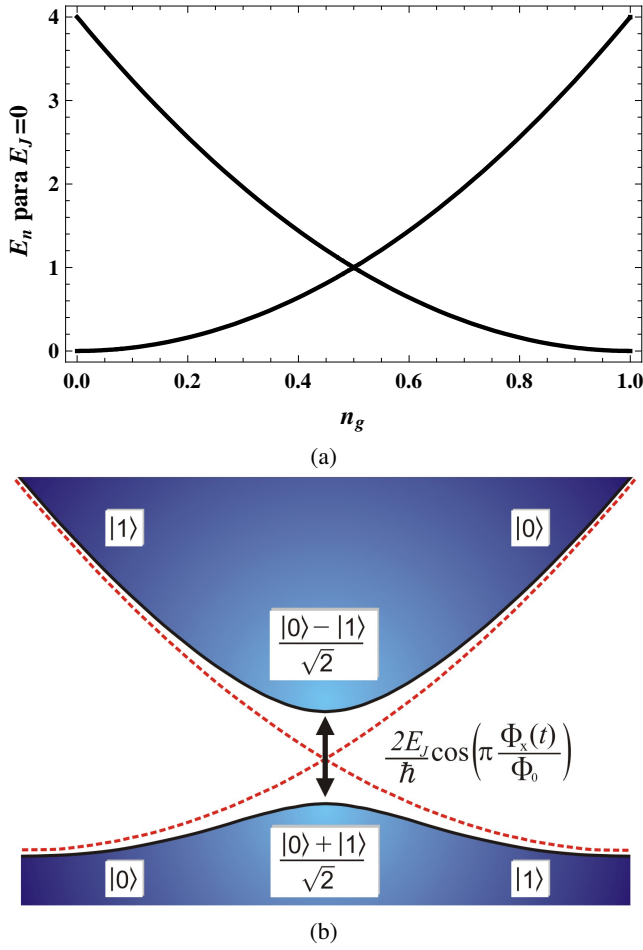 4
3
2
1
0
E_n para E_J=0
0.0 0.2 0.4 0.6 0.8 1.0
n_g
(a)
|1⟩ |0⟩
|0⟩ − |1⟩
√2
2E_J/ħ cos(π Φ_x(t)/Φ_0)
|0⟩ + |1⟩
√2
|0⟩ |1⟩
(b)